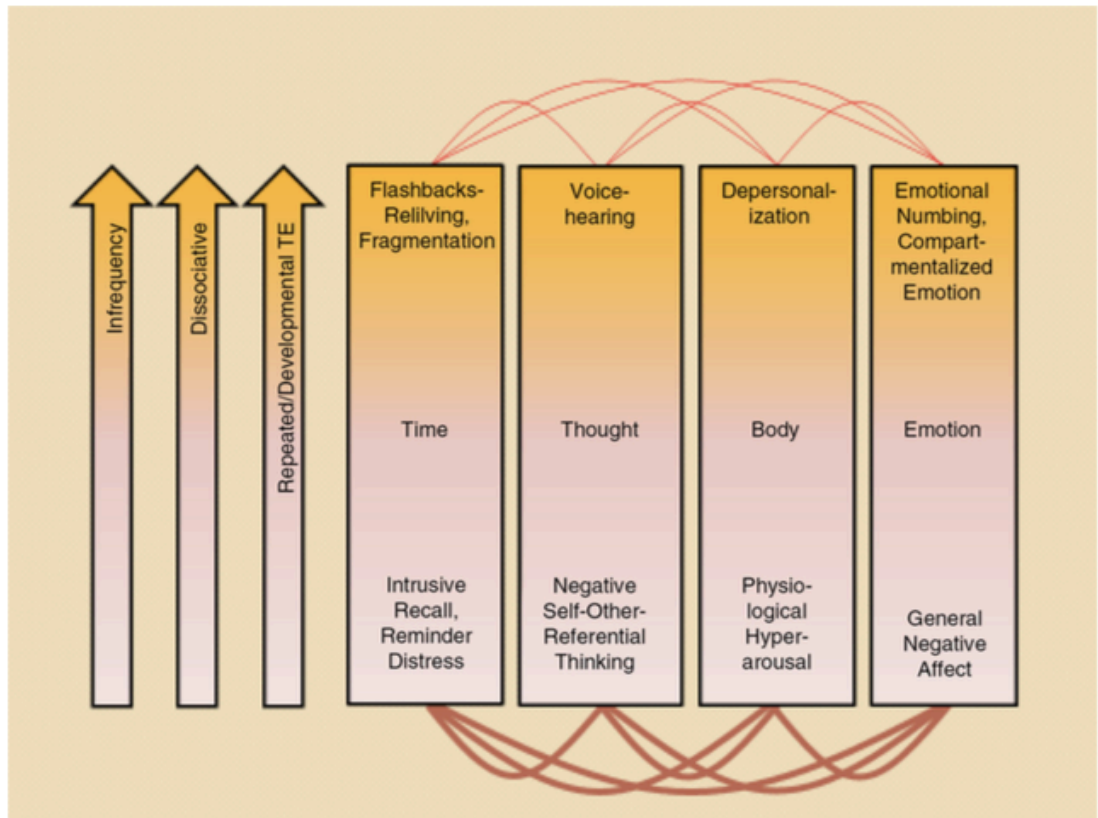 Infrequency
Dissociative
Repeated/Developmental TE
Flashbacks-
Relilving,
Fragmentation
Voice-
hearing
Depersonal-
ization
Emotional
Numbing,
Compart-
mentalized
Emotion
Time
Thought
Body
Emotion
Intrusive
Recall,
Reminder
Distress
Negative
Self-Other-
Referential
Thinking
Physio-
logical
Hyper-
arousal
General
Negative
Affect